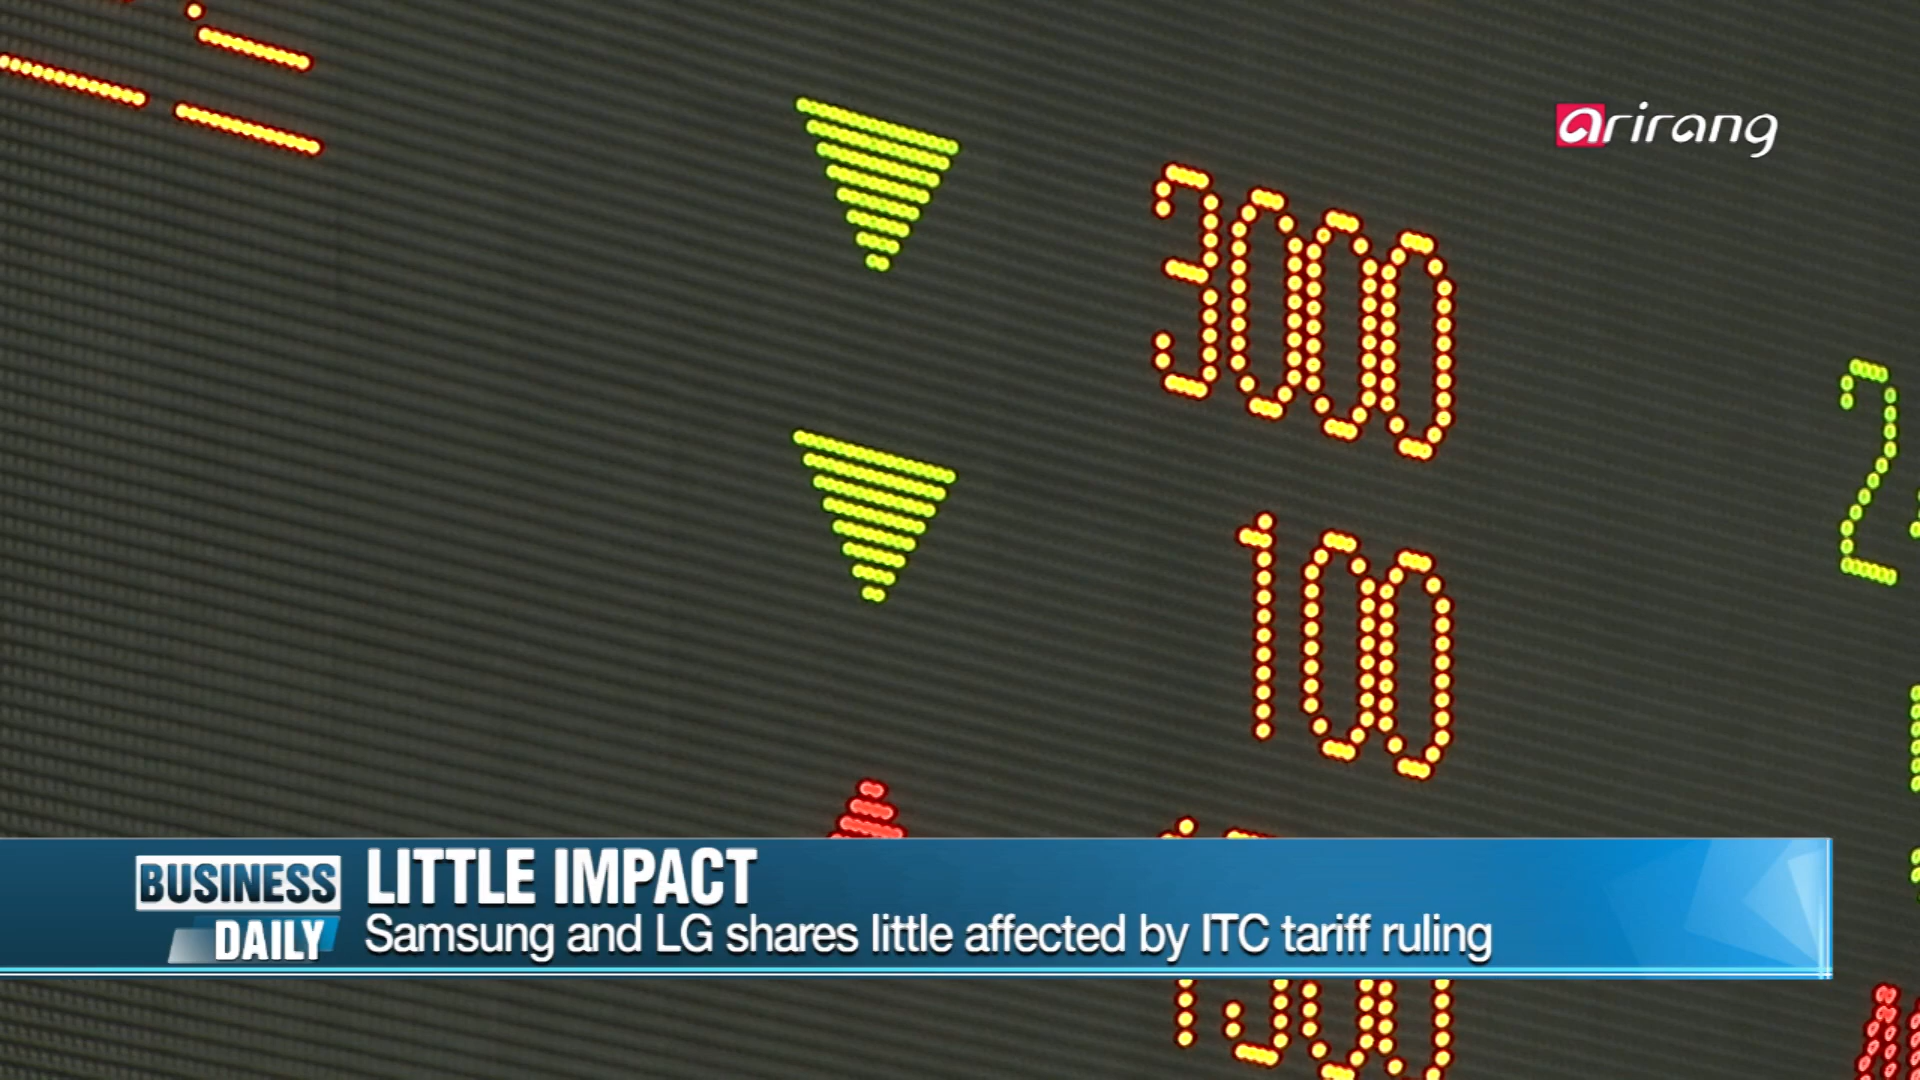 arirang
3000
100
BUSINESS
DAILY
LITTLE IMPACT
Samsung and LG shares little affected by ITC tariff ruling